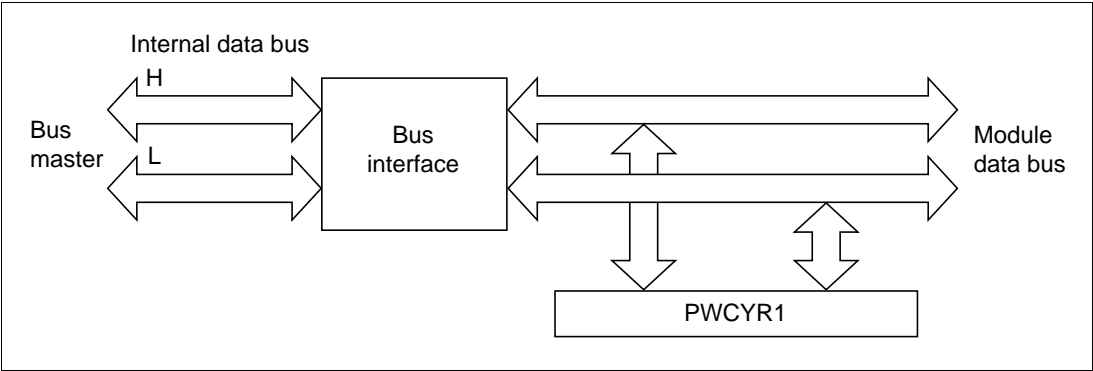 Internal data bus
H
Bus
master
L
Bus
interface
Module
data bus
PWCYR1